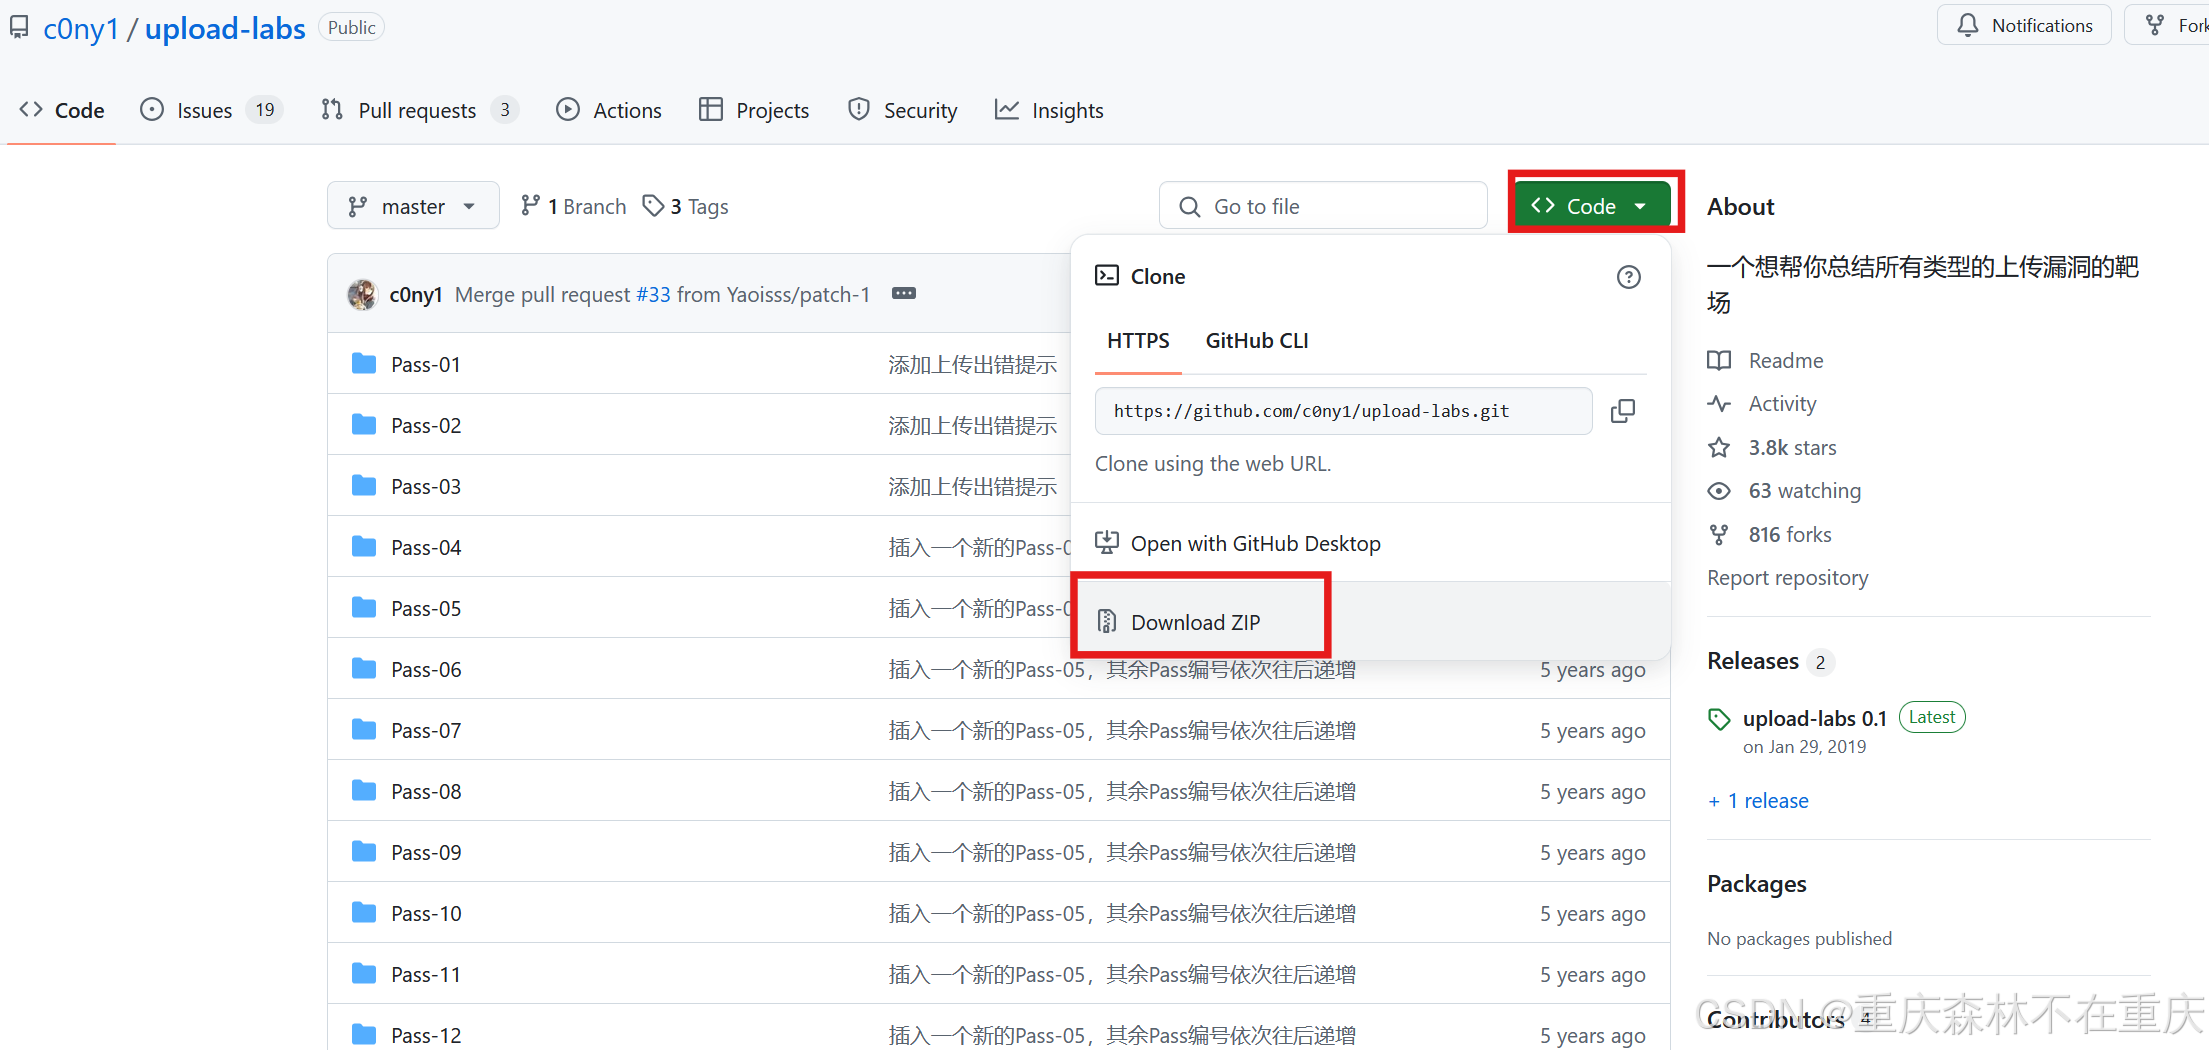 c0ny1 / upload-labs Public
Notifications
Fork
Code
Issues 19
Pull requests 3
Actions
Projects
Security
Insights
master
1 Branch
3 Tags
Go to file
Code
c0ny1 Merge pull request #33 from Yaoisss/patch-1
Pass-01 添加上传出错提示
Pass-02 添加上传出错提示
Pass-03 添加上传出错提示
Pass-04 插入一个新的Pass-0
Pass-05 插入一个新的Pass-0
Pass-06 插入一个新的Pass-05，其余Pass编号依次往后递增 5 years ago
Pass-07 插入一个新的Pass-05，其余Pass编号依次往后递增 5 years ago
Pass-08 插入一个新的Pass-05，其余Pass编号依次往后递增 5 years ago
Pass-09 插入一个新的Pass-05，其余Pass编号依次往后递增 5 years ago
Pass-10 插入一个新的Pass-05，其余Pass编号依次往后递增 5 years ago
Pass-11 插入一个新的Pass-05，其余Pass编号依次往后递增 5 years ago
Pass-12 插入一个新的Pass-05，其余Pass编号依次往后递增 5 years ago
Clone
HTTPS
GitHub CLI
https://github.com/c0ny1/upload-labs.git
Clone using the web URL.
Open with GitHub Desktop
Download ZIP
About
一个想帮你总结所有类型的上传漏洞的靶
场
Readme
Activity
3.8k stars
63 watching
816 forks
Report repository
Releases 2
upload-labs 0.1 Latest
on Jan 29, 2019
+ 1 release
Packages
No packages published
Contributors 4
CSDN @重庆森林不在重庆